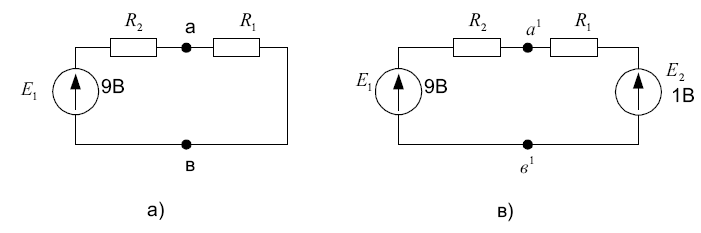 R₂ а R₁
E₁ 9В
в
а)
R₂ a¹ R₁
E₁ 9В E₂
1В
в¹
в)